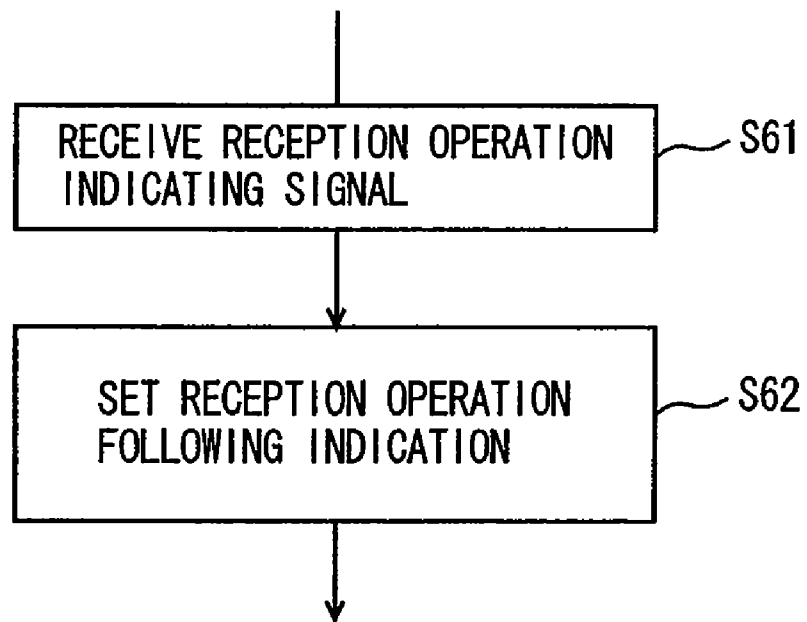 RECEIVE RECEPTION OPERATION
INDICATING SIGNAL
S61
SET RECEPTION OPERATION
FOLLOWING INDICATION
S62